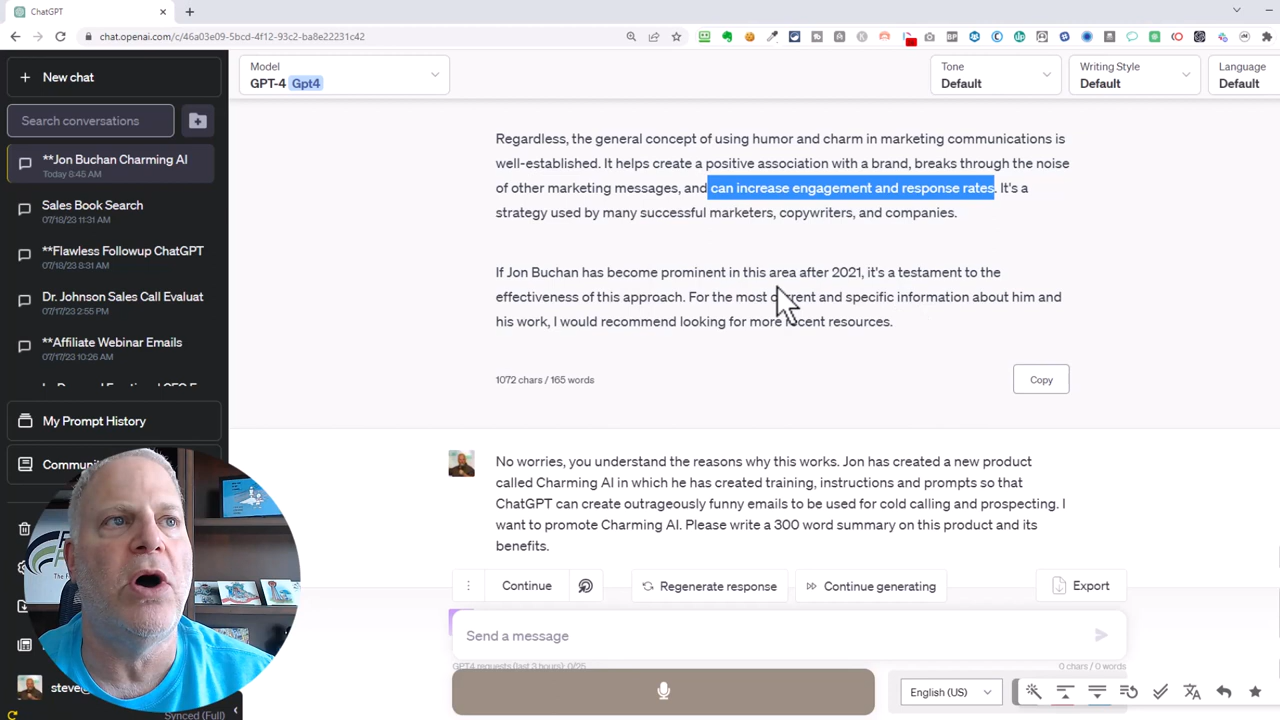 ChatGPT
chat.openai.com/c/46a03e09-5bcd-4f12-93c2-ba8e22231c42
New chat
Search conversations
**Jon Buchan Charming AI
Today 8:45 AM
Sales Book Search
07/18/23 11:31 AM
**Flawless Followup ChatGPT
07/18/23 8:31 AM
Dr. Johnson Sales Call Evaluat
07/17/23 2:55 PM
**Affiliate Webinar Emails
07/17/23 10:26 AM
My Prompt History
steve@
Synced (Full)
Model
GPT-4 Gpt4
Tone
Default
Writing Style
Default
Language
Default
Regardless, the general concept of using humor and charm in marketing communications is
well-established. It helps create a positive association with a brand, breaks through the noise
of other marketing messages, and can increase engagement and response rates. It's a
strategy used by many successful marketers, copywriters, and companies.
If Jon Buchan has become prominent in this area after 2021, it's a testament to the
effectiveness of this approach. For the most current and specific information about him and
his work, I would recommend looking for more recent resources.
1072 chars / 165 words
Copy
No worries, you understand the reasons why this works. Jon has created a new product
called Charming AI in which he has created training, instructions and prompts so that
ChatGPT can create outrageously funny emails to be used for cold calling and prospecting. I
want to promote Charming AI. Please write a 300 word summary on this product and its
benefits.
Continue
Regenerate response
Continue generating
Export
Send a message
GPT4 requests (last 3 hours): 0/25
0 chars / 0 words
English (US)